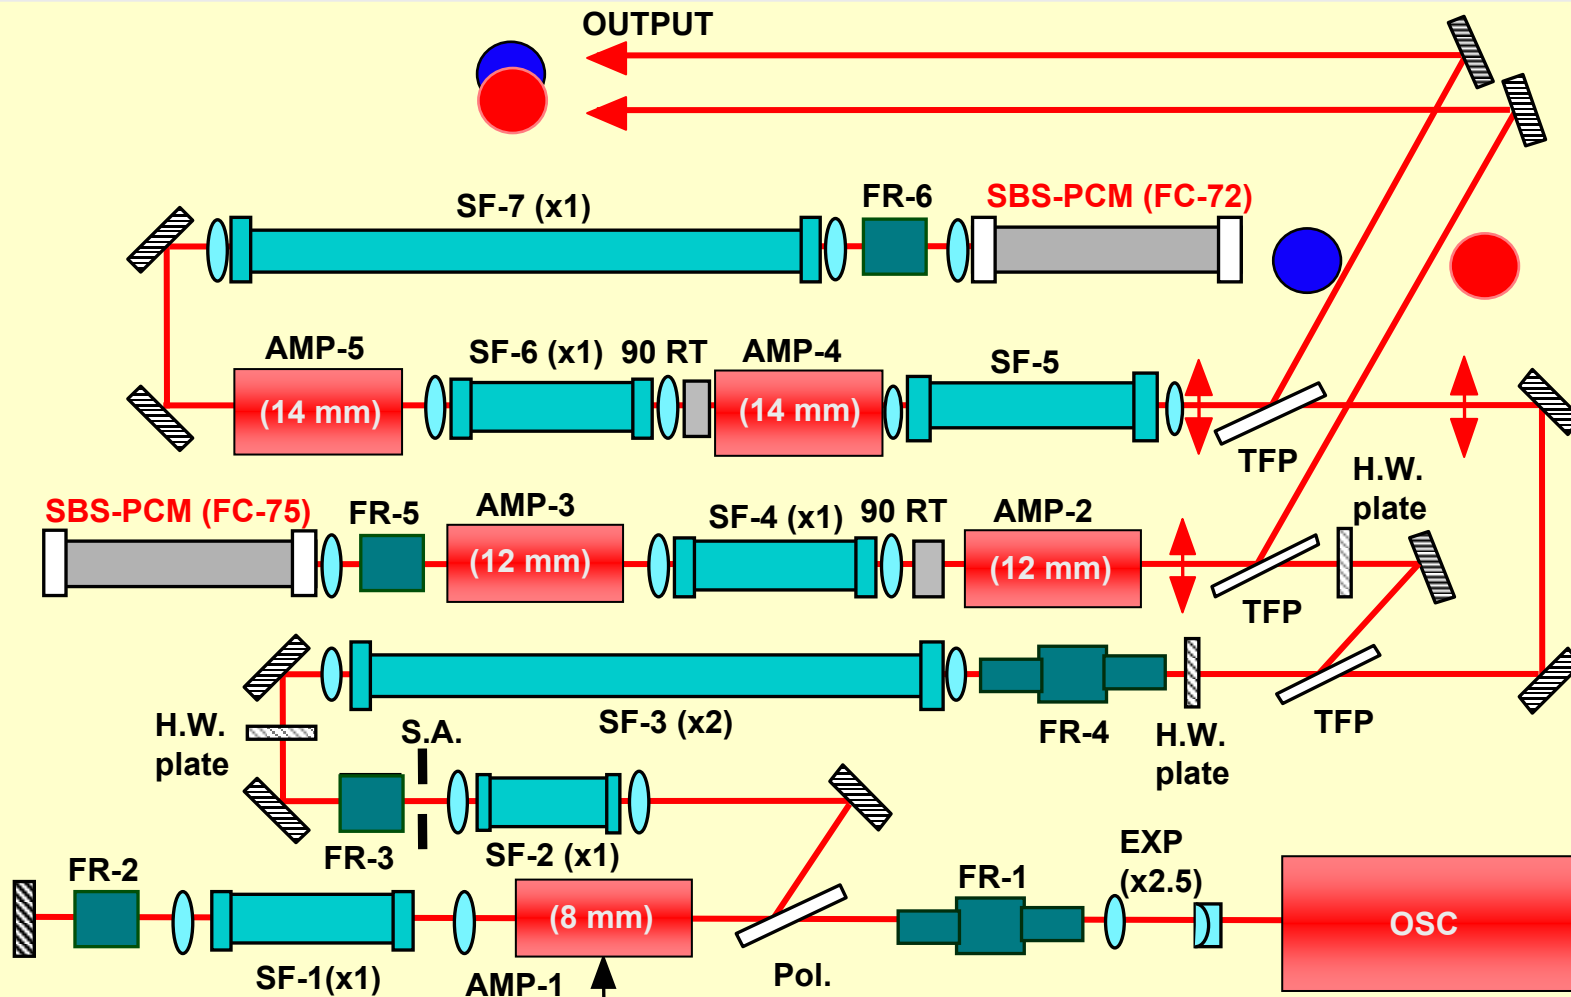 OUTPUT
SF-7 (x1)
FR-6
SBS-PCM (FC-72)
AMP-5
SF-6 (x1)
90 RT
AMP-4
SF-5
(14 mm)
(14 mm)
TFP
H.W.
plate
SBS-PCM (FC-75)
FR-5
AMP-3
SF-4 (x1)
90 RT
AMP-2
(12 mm)
(12 mm)
TFP
SF-3 (x2)
FR-4
H.W.
plate
TFP
H.W.
plate
S.A.
FR-3
SF-2 (x1)
EXP
(x2.5)
FR-2
FR-1
(8 mm)
OSC
SF-1(x1)
AMP-1
Pol.